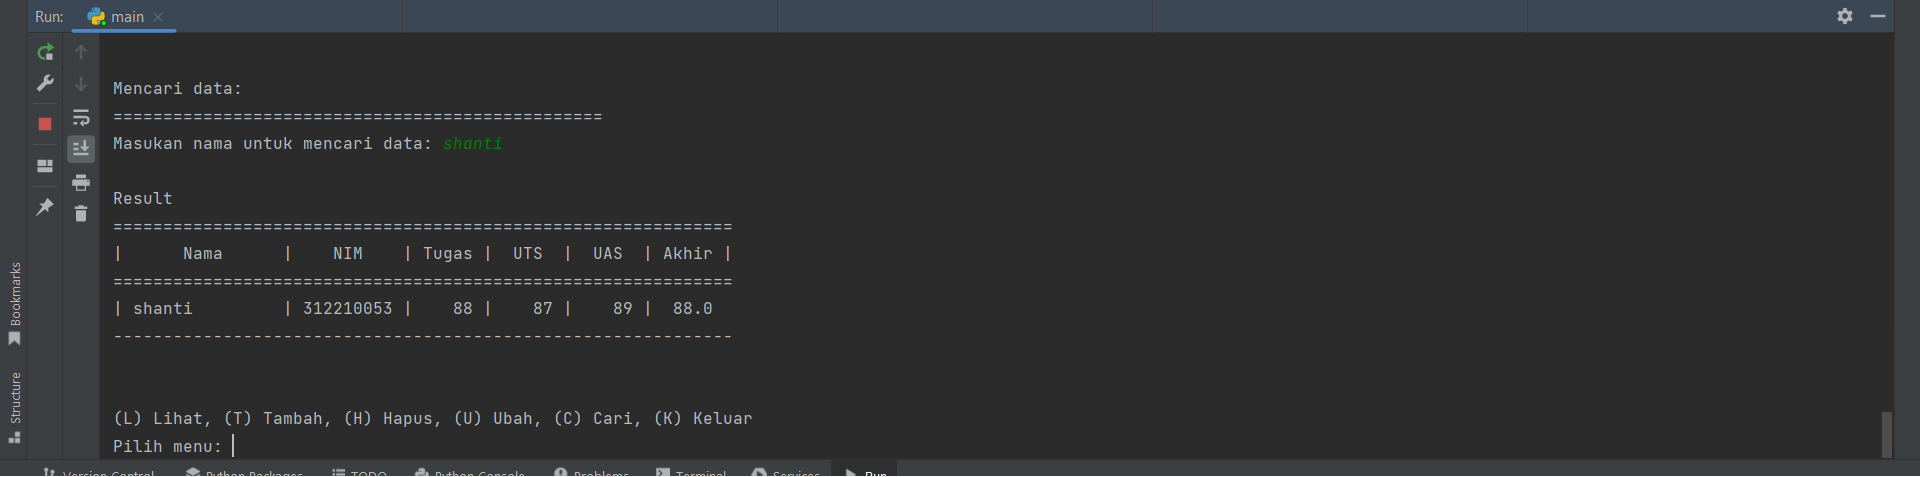 Run: main
Mencari data:
=================================================
Masukan nama untuk mencari data: shanti
Result
==============================================================
|      Nama      |    NIM    | Tugas |  UTS  |  UAS  | Akhir |
==============================================================
| shanti         | 312210053 |    88 |    87 |    89 |  88.0
--------------------------------------------------------------
(L) Lihat, (T) Tambah, (H) Hapus, (U) Ubah, (C) Cari, (K) Keluar
Pilih menu:
Bookmarks
Structure
Version Control Python Packages TODO Python Console Problems Terminal Services Run